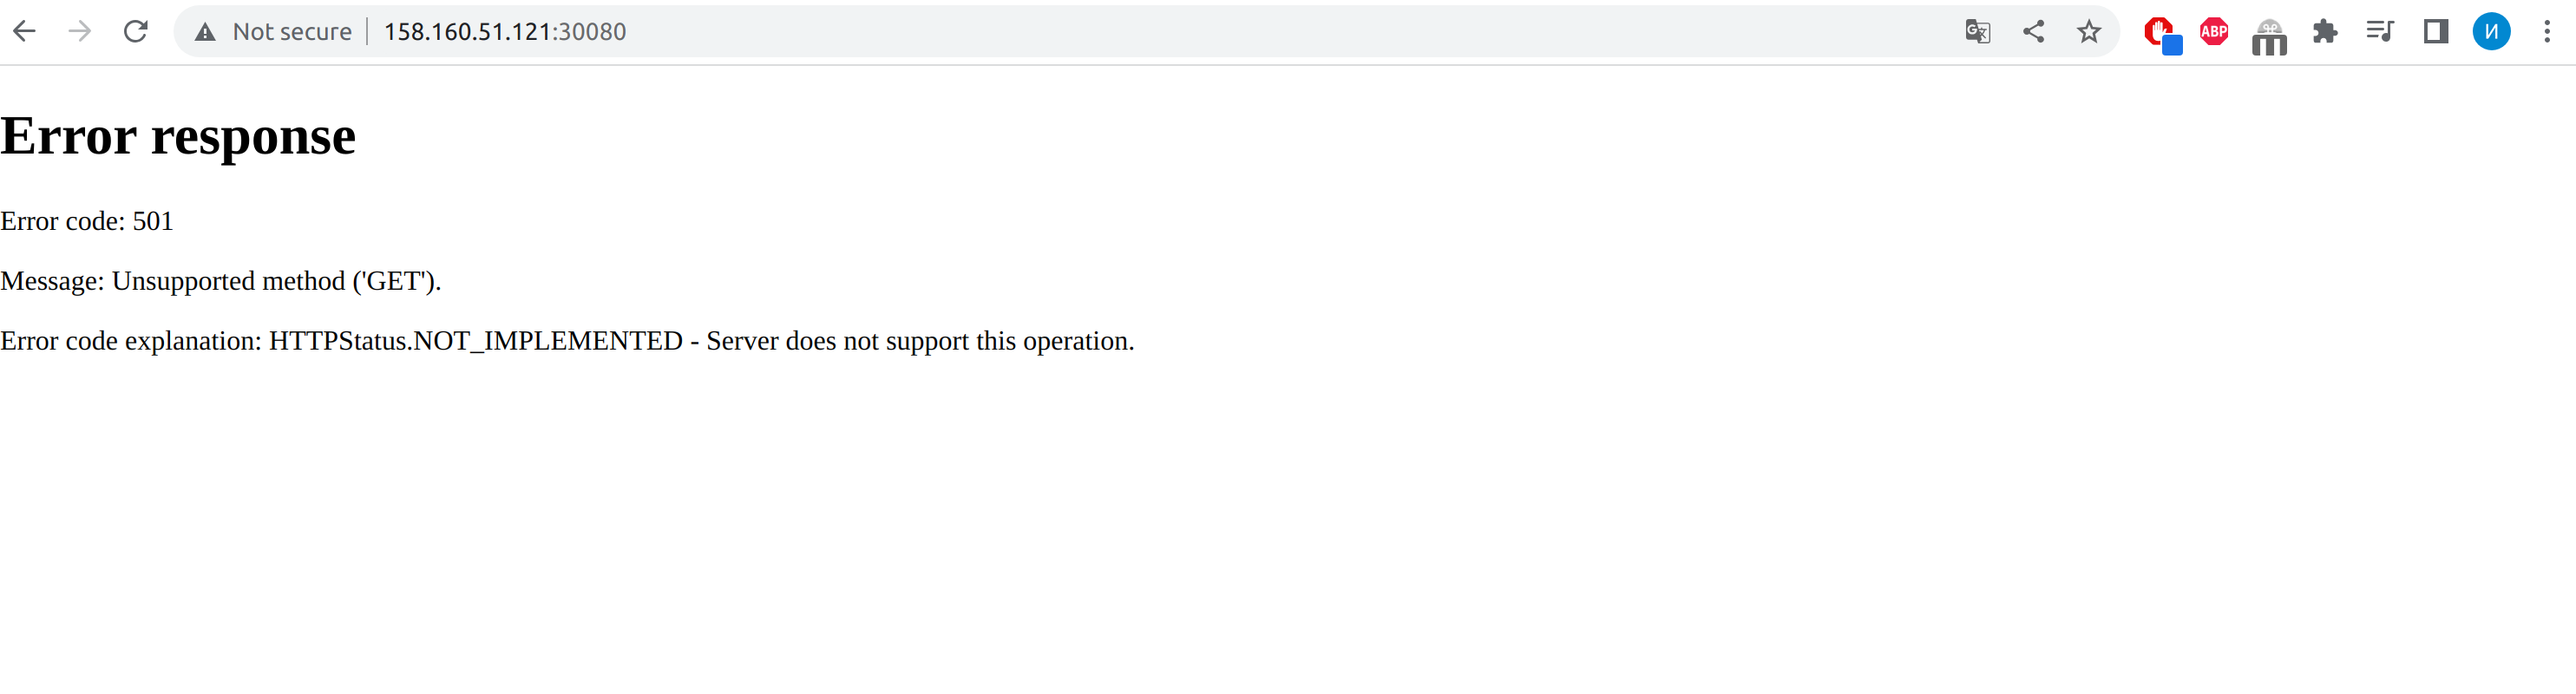 Not secure 158.160.51.121:30080 ABP И
Error response
Error code: 501
Message: Unsupported method ('GET').
Error code explanation: HTTPStatus.NOT_IMPLEMENTED - Server does not support this operation.